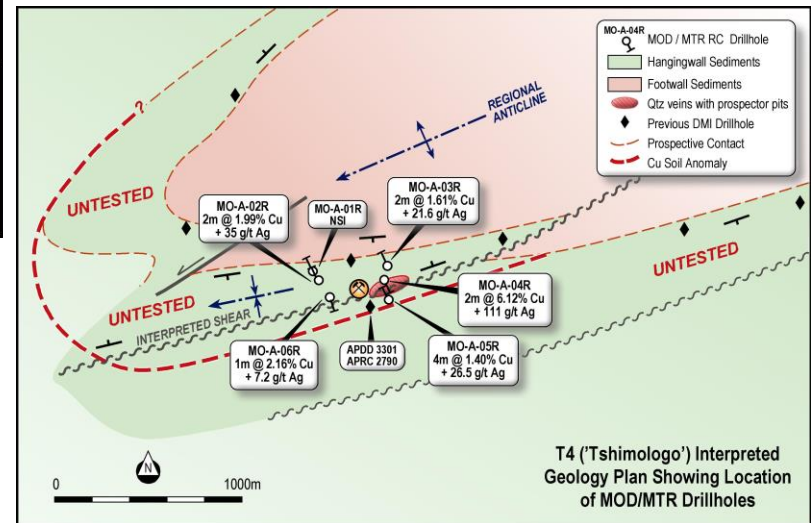 MO-A-04R
MOD / MTR RC Drillhole
Hangingwall Sediments
Footwall Sediments
Qtz veins with prospector pits
Previous DMI Drillhole
Prospective Contact
Cu Soil Anomaly
?
REGIONAL
ANTICLINE
UNTESTED
MO-A-02R
2m @ 1.99% Cu
+ 35 g/t Ag
MO-A-01R
NSI
MO-A-03R
2m @ 1.61% Cu
+ 21.6 g/t Ag
UNTESTED
UNTESTED
INTERPRETED SHEAR
MO-A-04R
2m @ 6.12% Cu
+ 111 g/t Ag
MO-A-06R
1m @ 2.16% Cu
+ 7.2 g/t Ag
APDD 3301
APRC 2790
MO-A-05R
4m @ 1.40% Cu
+ 26.5 g/t Ag
N
0 1000m
T4 ('Tshimologo') Interpreted
Geology Plan Showing Location
of MOD/MTR Drillholes